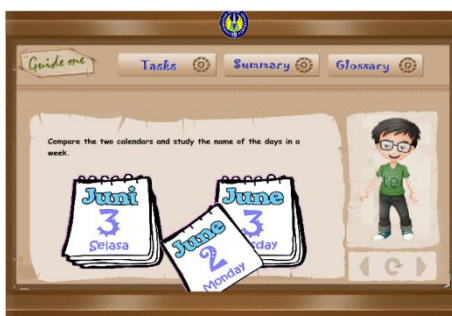 Guide me
Tasks
Summary
Glossary
Compare the two calendars and study the name of the days in a
week.
Juni
3
Selasa
June
2
Monday
June
3